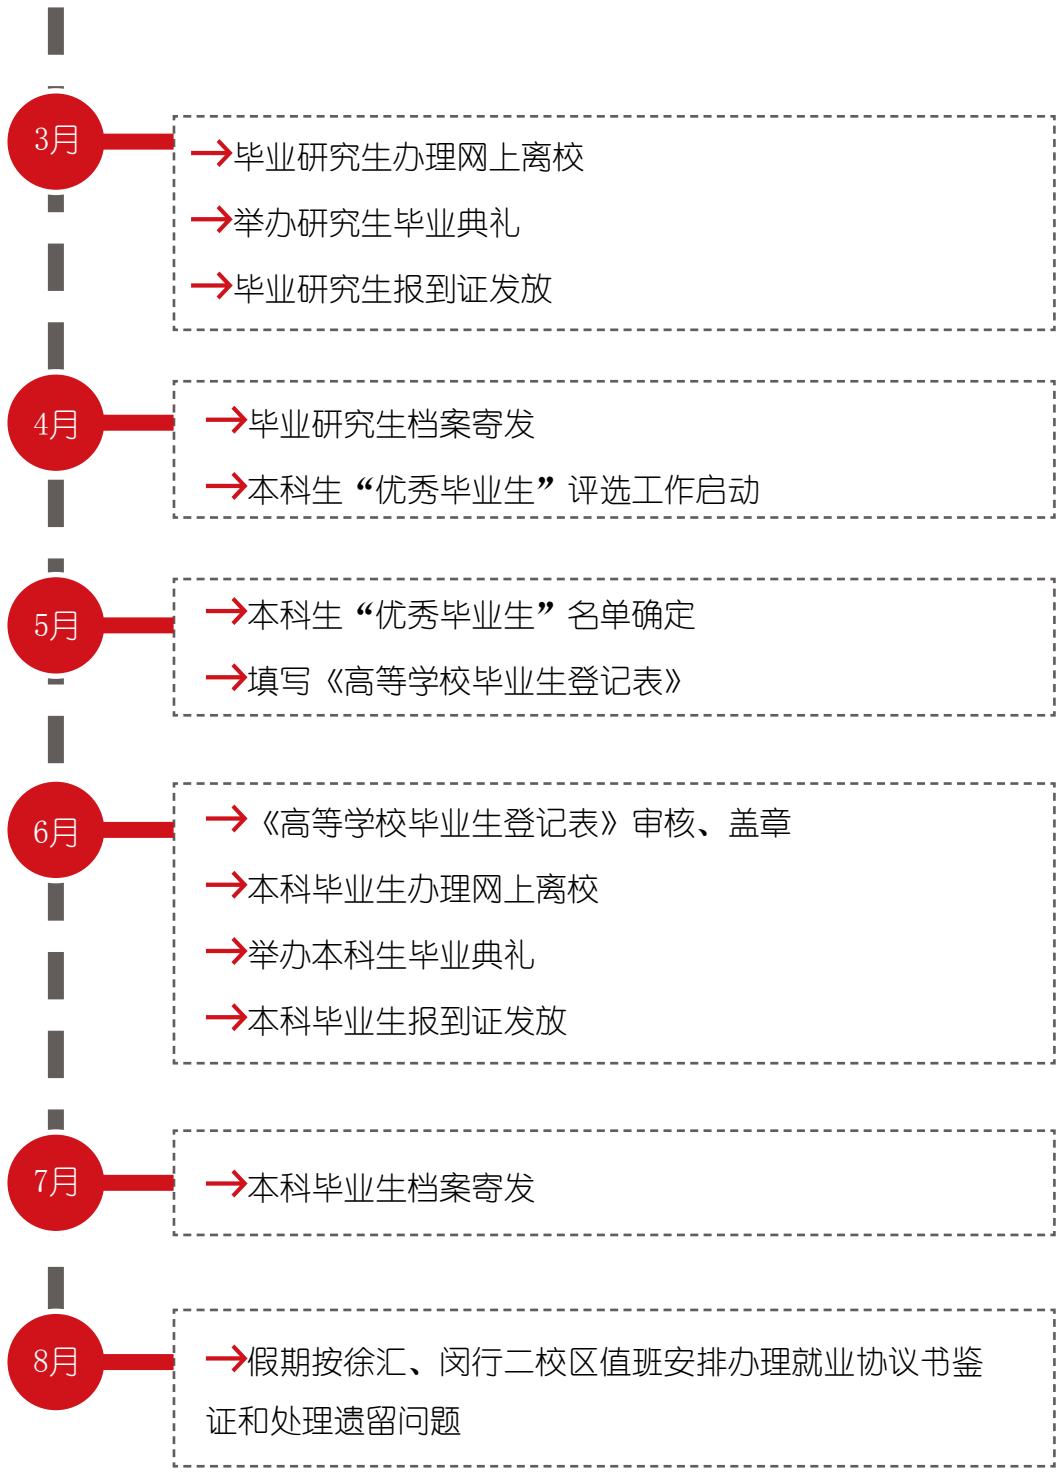 3月
→毕业研究生办理网上离校
→举办研究生毕业典礼
→毕业研究生报到证发放
4月
→毕业研究生档案寄发
→本科生“优秀毕业生”评选工作启动
5月
→本科生“优秀毕业生”名单确定
→填写《高等学校毕业生登记表》
6月
→《高等学校毕业生登记表》审核、盖章
→本科毕业生办理网上离校
→举办本科生毕业典礼
→本科毕业生报到证发放
7月
→本科毕业生档案寄发
8月
→假期按徐汇、闵行二校区值班安排办理就业协议书鉴
证和处理遗留问题